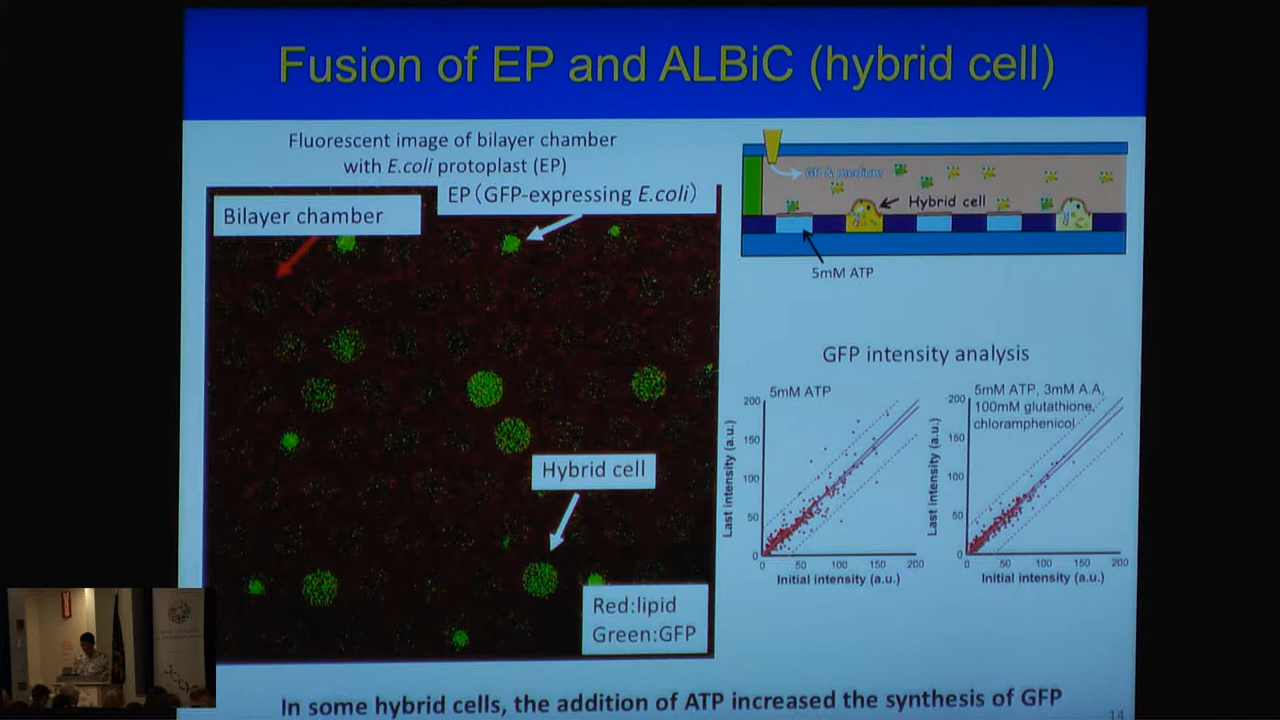 Fusion of EP and ALBiC (hybrid cell)
Fluorescent image of bilayer chamber
with E.coli protoplast (EP)
EP (GFP-expressing E.coli)
Bilayer chamber
Hybrid cell
Red:lipid
Green:GFP
GP & medium
Hybrid cell
5mM ATP
GFP intensity analysis
5mM ATP
200
150
100
50
0
0 50 100 150 200
Last intensity (a.u.)
Initial intensity (a.u.)
5mM ATP, 3mM A.A,
100mM glutathione,
chloramphenicol
200
150
100
50
0
0 50 100 150 200
Last intensity (a.u.)
Initial intensity (a.u.)
In some hybrid cells, the addition of ATP increased the synthesis of GFP
14